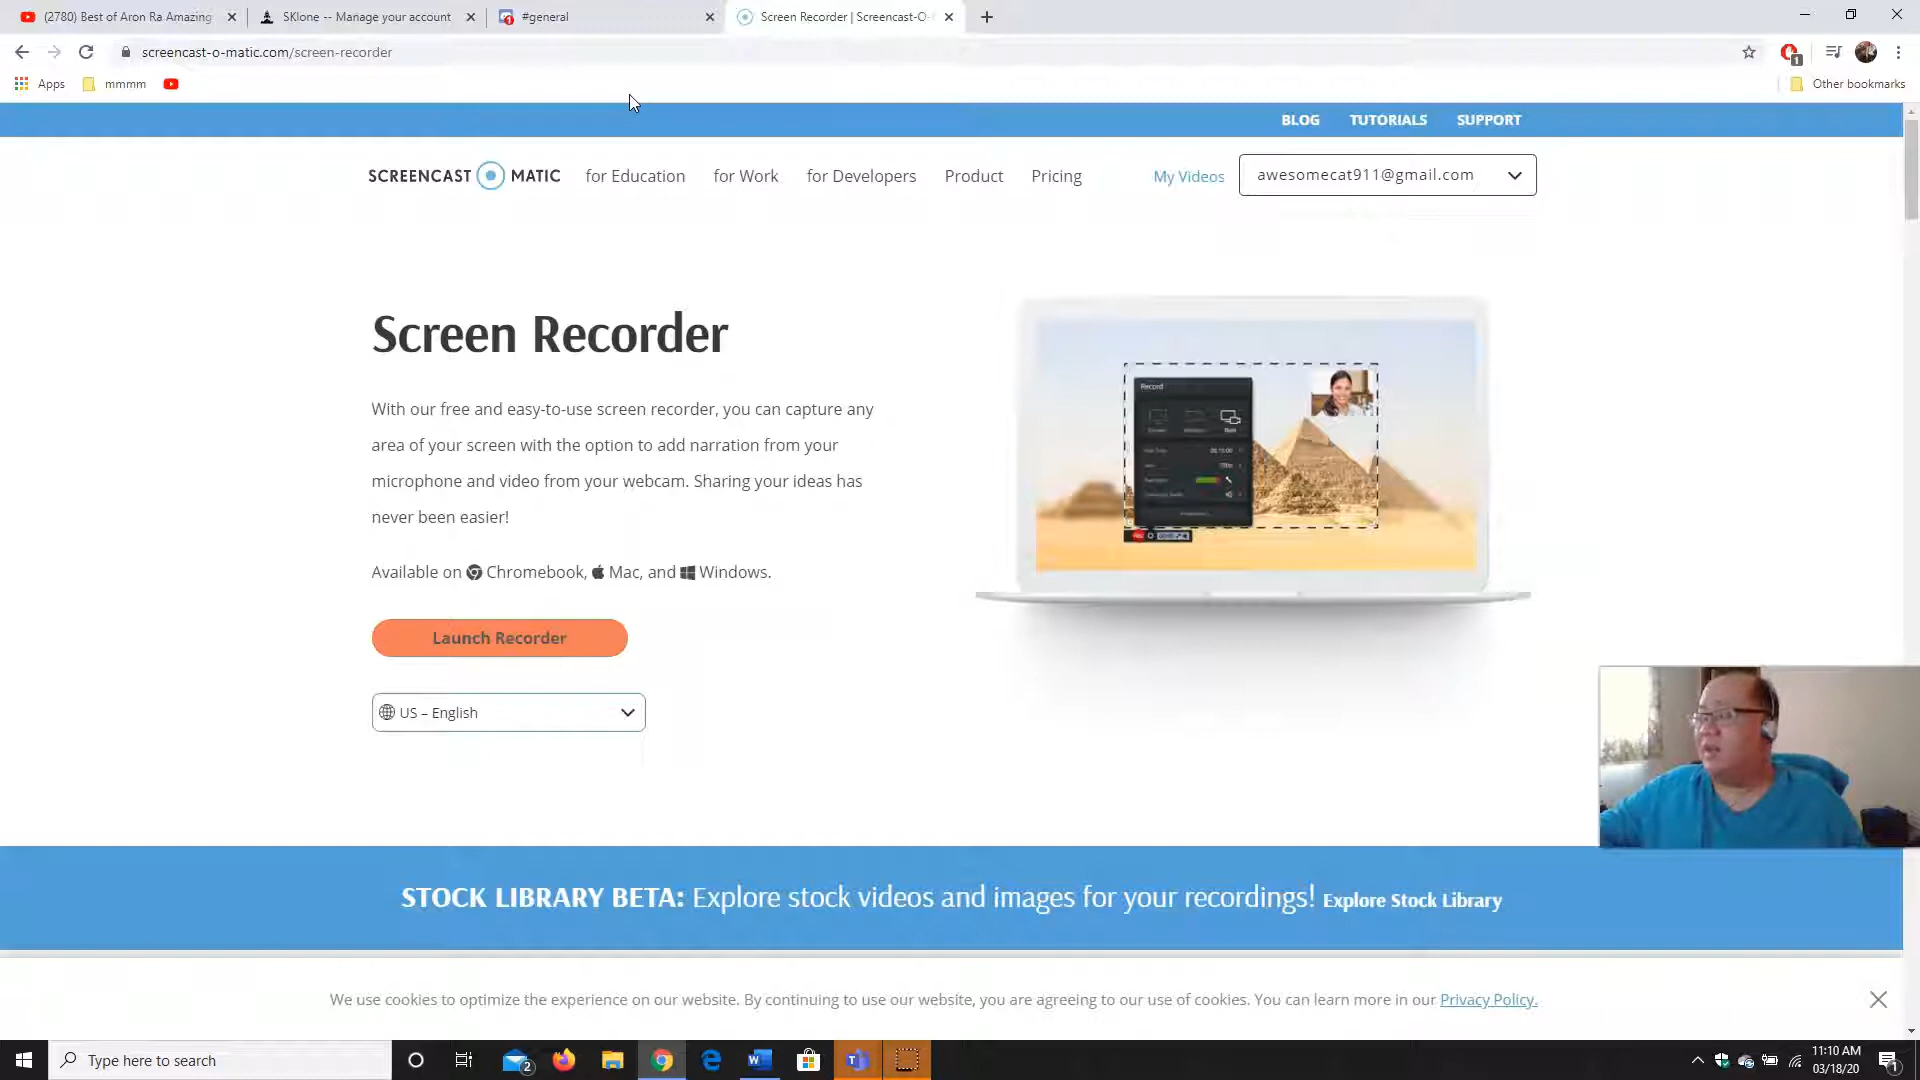 (2780) Best of Aron Ra Amazing
SKlone -- Manage your account
#general
Screen Recorder | Screencast-O-
screencast-o-matic.com/screen-recorder
1
Apps
mmmm
Other bookmarks
BLOG TUTORIALS SUPPORT
SCREENCAST MATIC for Education for Work for Developers Product Pricing My Videos awesomecat911@gmail.com
Screen Recorder
With our free and easy-to-use screen recorder, you can capture any
area of your screen with the option to add narration from your
microphone and video from your webcam. Sharing your ideas has
never been easier!
Available on Chromebook, Mac, and Windows.
Launch Recorder
US – English
Record
STOCK LIBRARY BETA: Explore stock videos and images for your recordings! Explore Stock Library
We use cookies to optimize the experience on our website. By continuing to use our website, you are agreeing to our use of cookies. You can learn more in our Privacy Policy.
Type here to search
2
11:10 AM
03/18/20
1